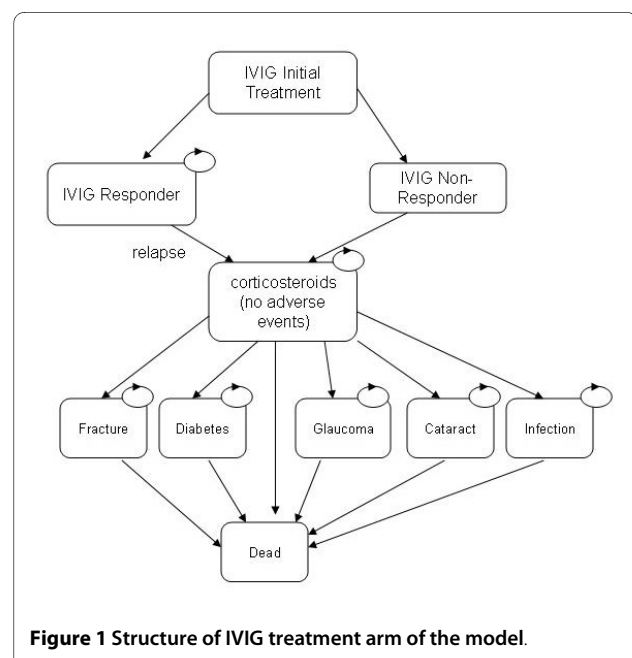 IVIG Initial
Treatment
IVIG Responder
IVIG Non-
Responder
relapse
corticosteroids
(no adverse
events)
Fracture
Diabetes
Glaucoma
Cataract
Infection
Dead
Figure 1 Structure of IVIG treatment arm of the model.